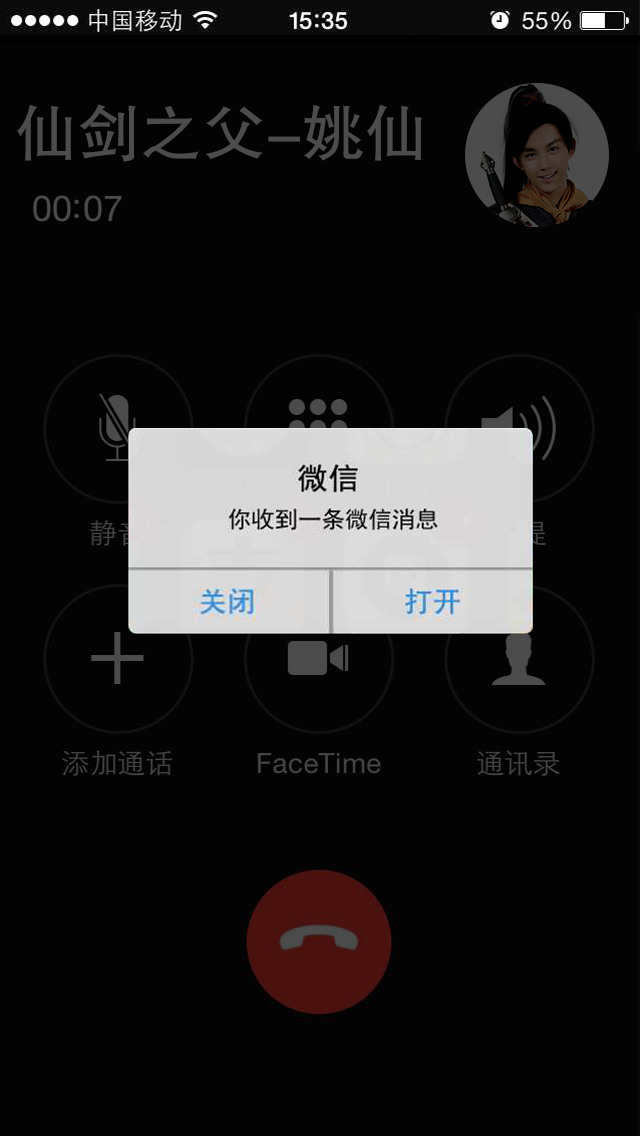 中国移动 15:35 55%
仙剑之父-姚仙
00:07
微信
你收到一条微信消息
关闭 打开
静音 提
添加通话 FaceTime 通讯录